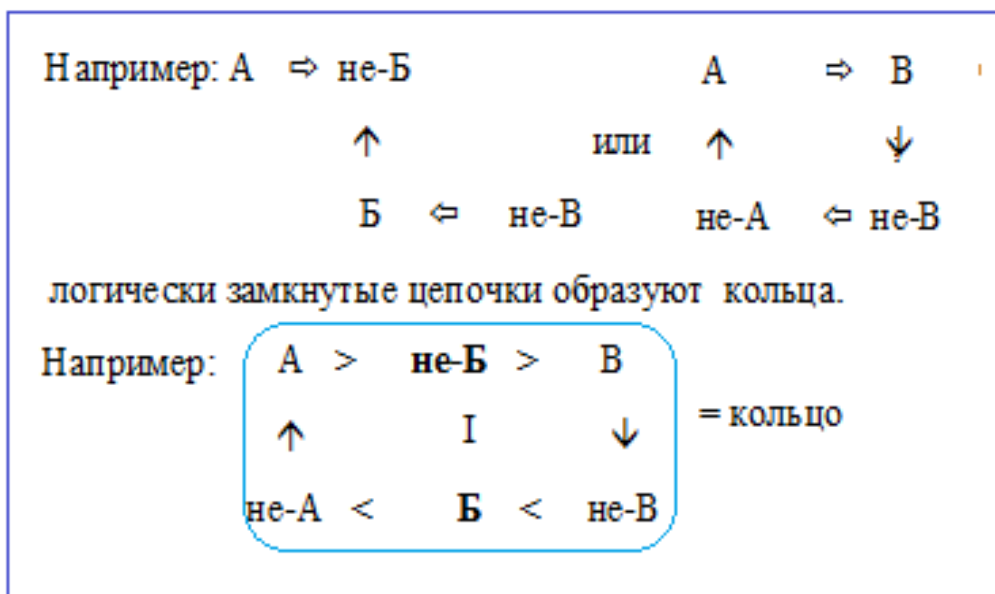 Например: А ⇨ не-Б А ⇨ В
↑ или ↑ ↓
Б ⇦ не-В не-А ⇦ не-В
логически замкнутые цепочки образуют кольца.
Например: А > не-Б > В
↑ I ↓ = кольцо
не-А < Б < не-В